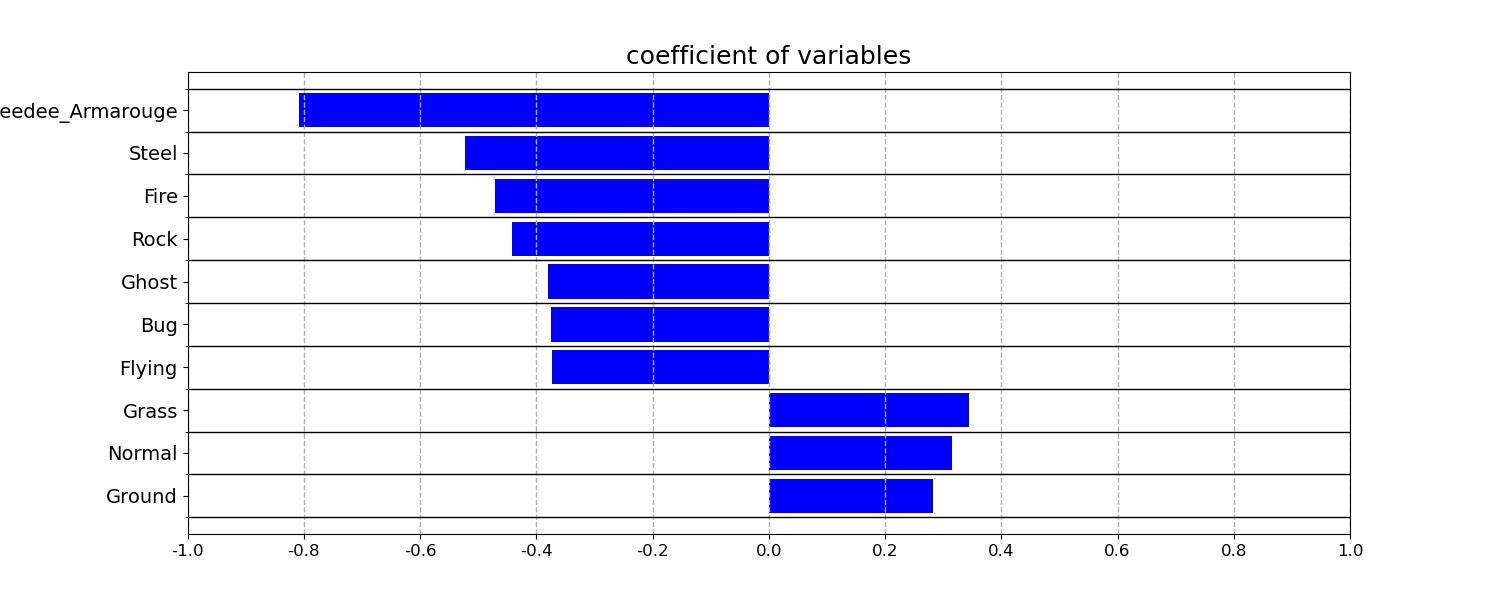 coefficient of variables
eedee_Armarouge
Steel
Fire
Rock
Ghost
Bug
Flying
Grass
Normal
Ground
-1.0 -0.8 -0.6 -0.4 -0.2 0.0 0.2 0.4 0.6 0.8 1.0